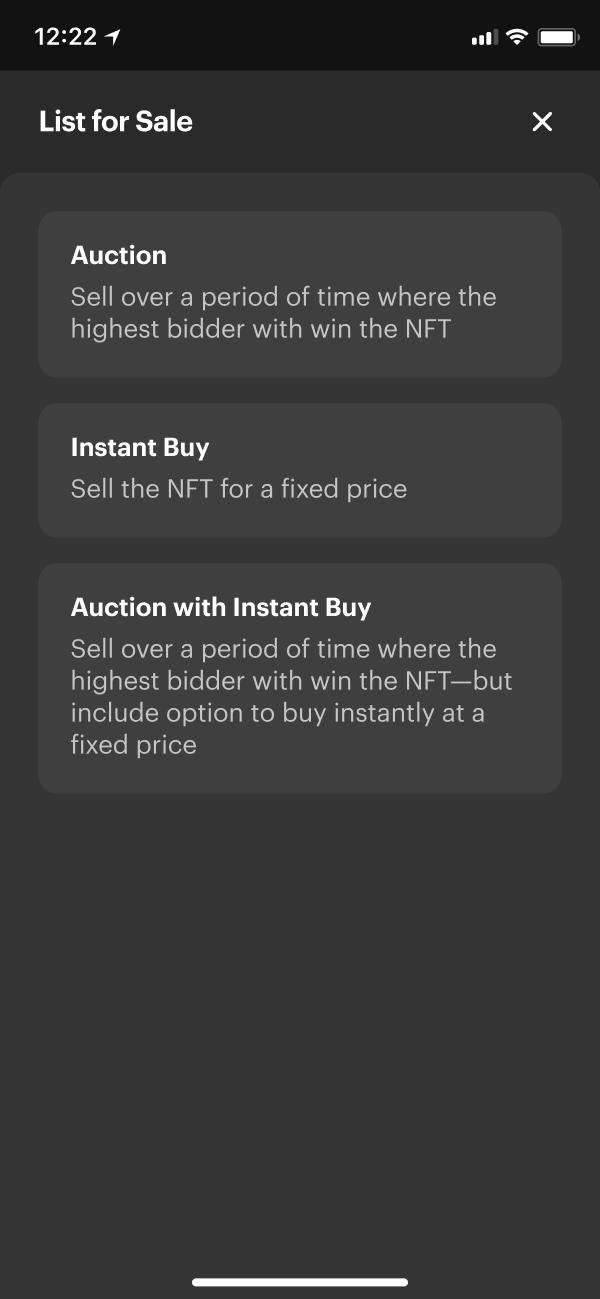 12:22
List for Sale
Auction
Sell over a period of time where the
highest bidder with win the NFT
Instant Buy
Sell the NFT for a fixed price
Auction with Instant Buy
Sell over a period of time where the
highest bidder with win the NFT—but
include option to buy instantly at a
fixed price